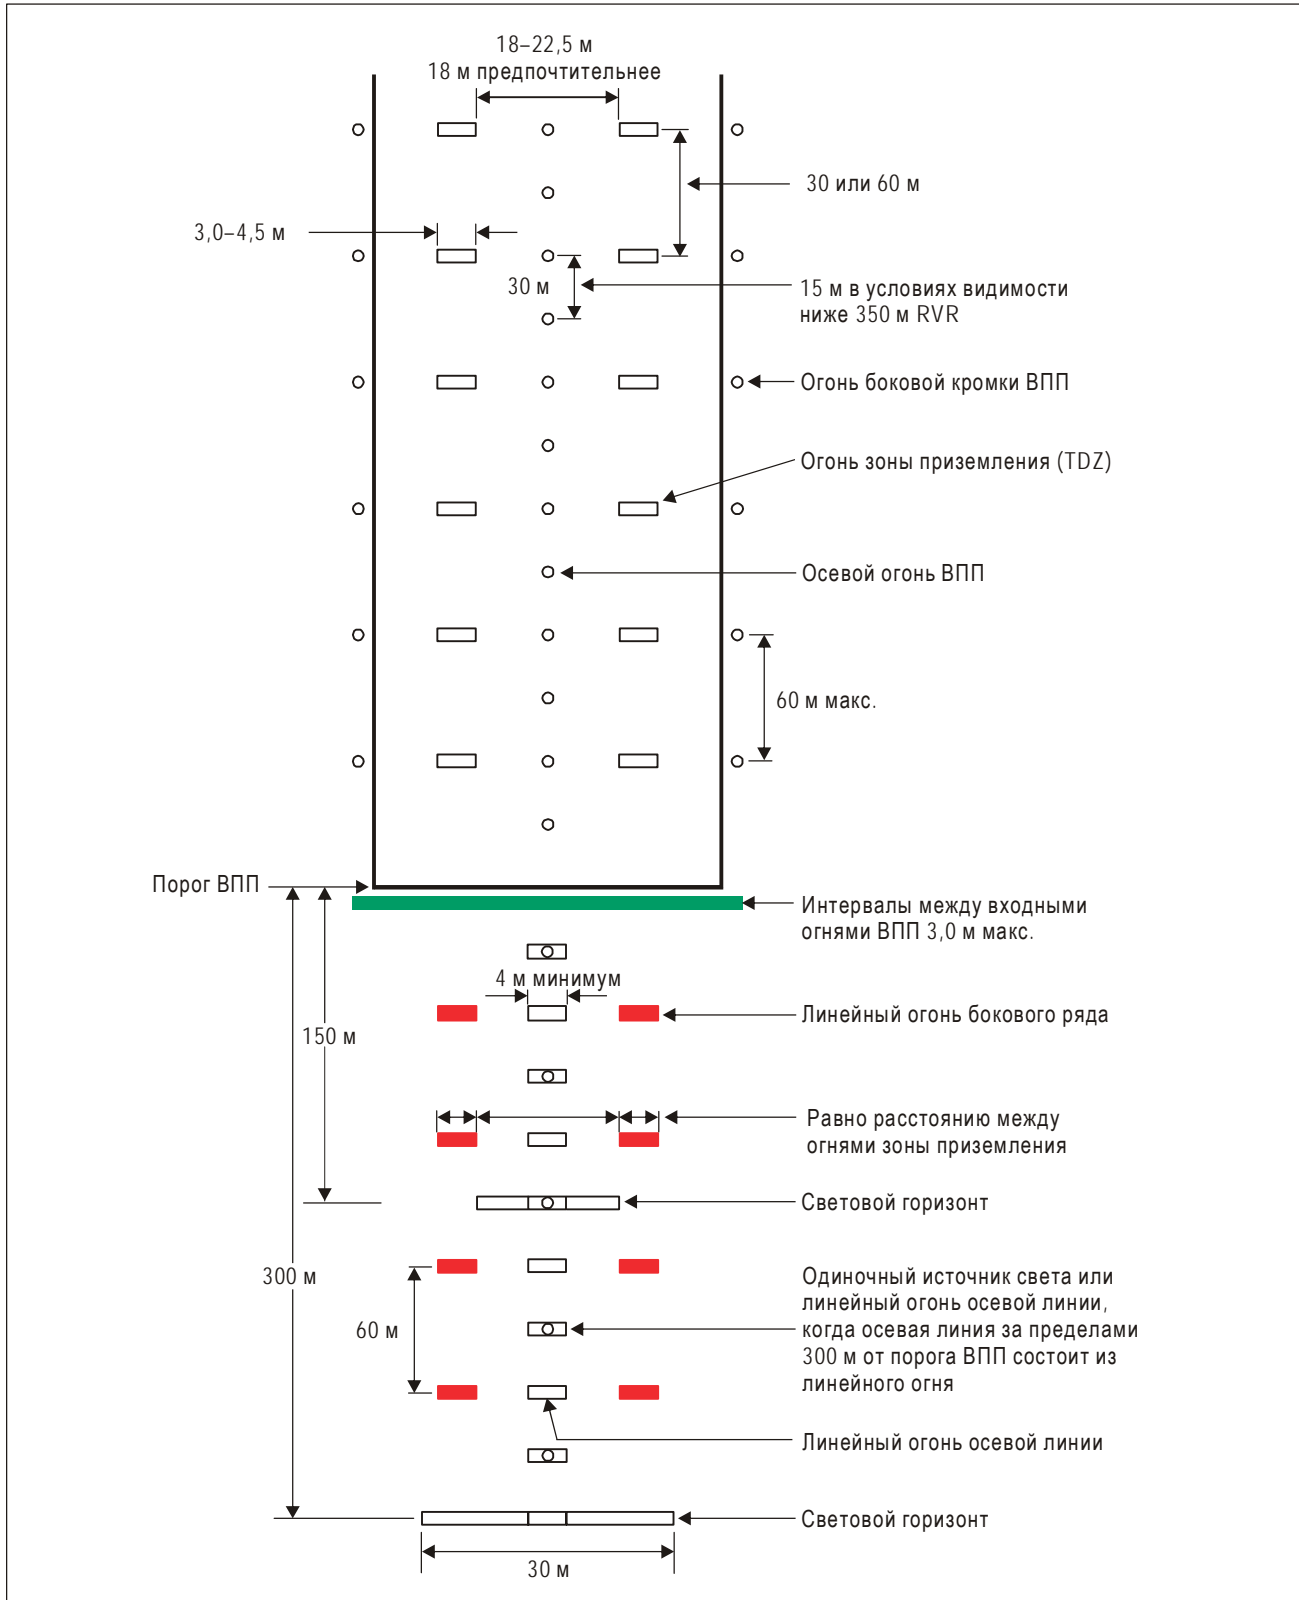 18–22,5 м
18 м предпочтительнее
30 или 60 м
3,0–4,5 м
30 м
15 м в условиях видимости
ниже 350 м RVR
Огонь боковой кромки ВПП
Огонь зоны приземления (TDZ)
Осевой огонь ВПП
60 м макс.
Порог ВПП
Интервалы между входными
огнями ВПП 3,0 м макс.
4 м минимум
Линейный огонь бокового ряда
150 м
Равно расстоянию между
огнями зоны приземления
Световой горизонт
300 м
Одиночный источник света или
линейный огонь осевой линии,
когда осевая линия за пределами
300 м от порога ВПП состоит из
линейного огня
60 м
Линейный огонь осевой линии
Световой горизонт
30 м